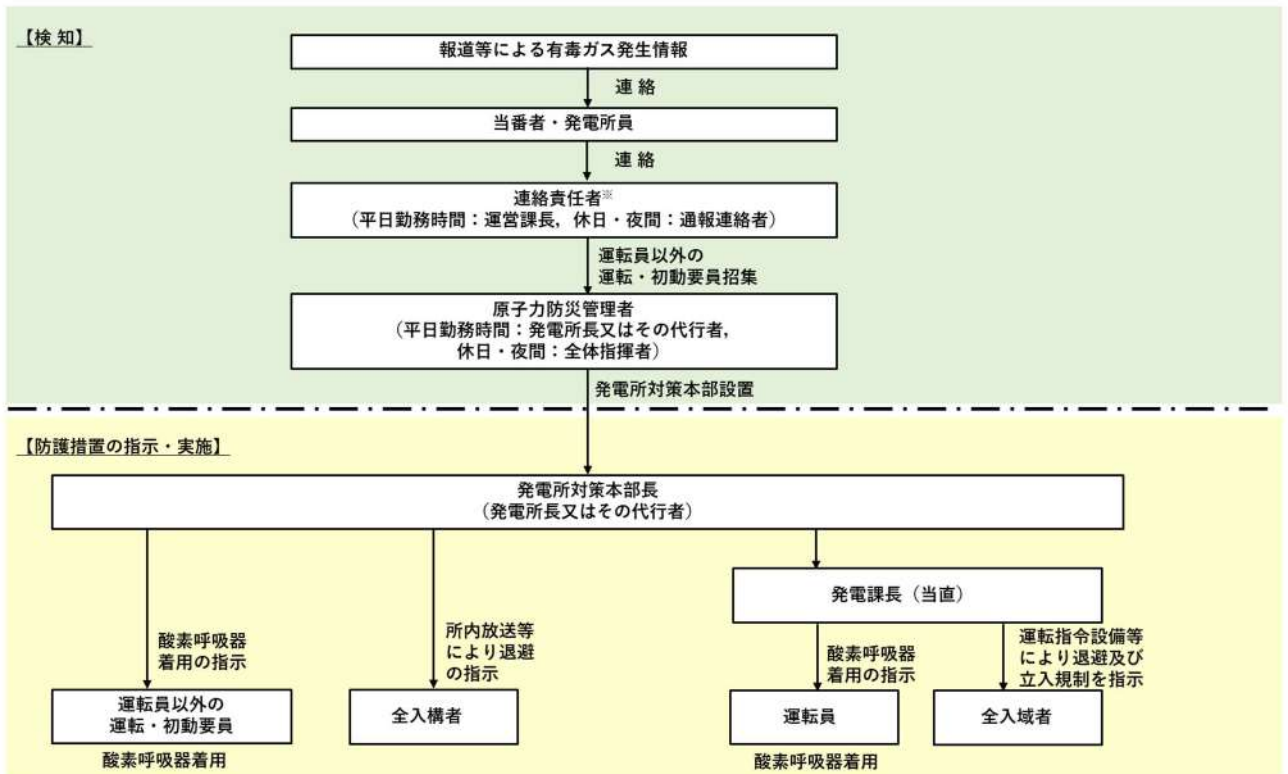 【検 知】
報道等による有毒ガス発生情報
連 絡
当番者・発電所員
連 絡
連絡責任者※
（平日勤務時間：運営課長，休日・夜間：通報連絡者）
運転員以外の
運転・初動要員招集
原子力防災管理者
（平日勤務時間：発電所長又はその代行者，
休日・夜間：全体指揮者）
発電所対策本部設置
【防護措置の指示・実施】
発電所対策本部長
（発電所長又はその代行者）
発電課長（当直）
酸素呼吸器
着用の指示
所内放送等
により退避
の指示
酸素呼吸器
着用の指示
運転指令設備等
により退避及び
立入規制を指示
運転員以外の
運転・初動要員
全入構者
運転員
全入域者
酸素呼吸器着用
酸素呼吸器着用